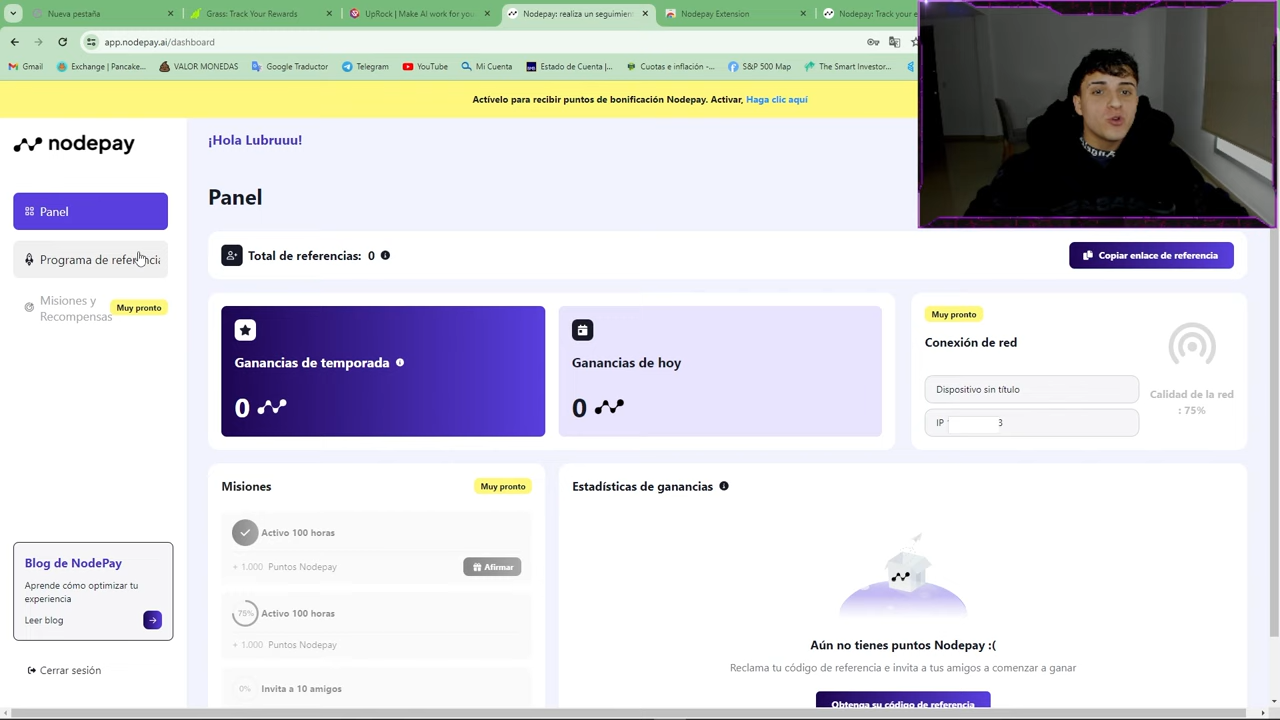 Nueva pestaña
Grass: Track Your Rewards
UpRock | Make AI work for you
Nodepay: realiza un seguimien
Nodepay Extension
Nodepay: Track your e
app.nodepay.ai/dashboard
Gmail
Exchange | Pancake...
VALOR MONEDAS
Google Traductor
Telegram
YouTube
Mi Cuenta
Estado de Cuenta |...
Cuotas e inflación -...
S&P 500 Map
The Smart Investor...
Actívelo para recibir puntos de bonificación Nodepay. Activar, Haga clic aquí
nodepay
¡Hola Lubruuu!
Panel
Programa de referencia
Misiones y
Recompensas
Muy pronto
Panel
Total de referencias: 0
Copiar enlace de referencia
Ganancias de temporada
0
Ganancias de hoy
0
Muy pronto
Conexión de red
Dispositivo sin título
IP
3
Calidad de la red
: 75%
Misiones
Muy pronto
Activo 100 horas
+ 1.000 Puntos Nodepay
Afirmar
75%
Activo 100 horas
+ 1.000 Puntos Nodepay
0%
Invita a 10 amigos
Estadísticas de ganancias
Aún no tienes puntos Nodepay :(
Reclama tu código de referencia e invita a tus amigos a comenzar a ganar
Obtenga su código de referencia
Blog de NodePay
Aprende cómo optimizar tu
experiencia
Leer blog
Cerrar sesión